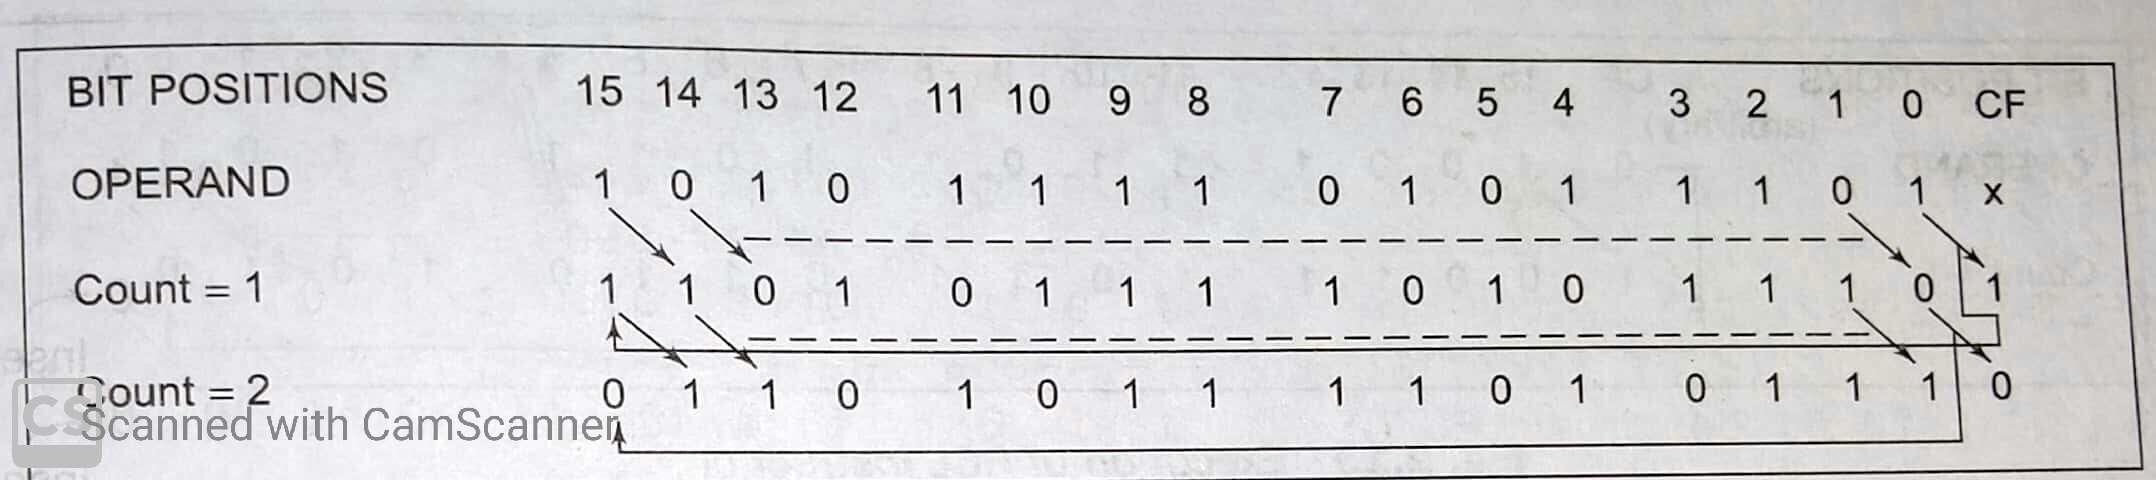 BIT POSITIONS 15 14 13 12 11 10 9 8 7 6 5 4 3 2 1 0 CF
OPERAND 1 0 1 0 1 1 1 1 0 1 0 1 1 1 0 1 x
Count = 1 1 1 0 1 0 1 1 1 1 0 1 0 1 1 1 0 1
Count = 2 0 1 1 0 1 0 1 1 1 1 0 1 0 1 1 1 0
CS Scanned with CamScanner